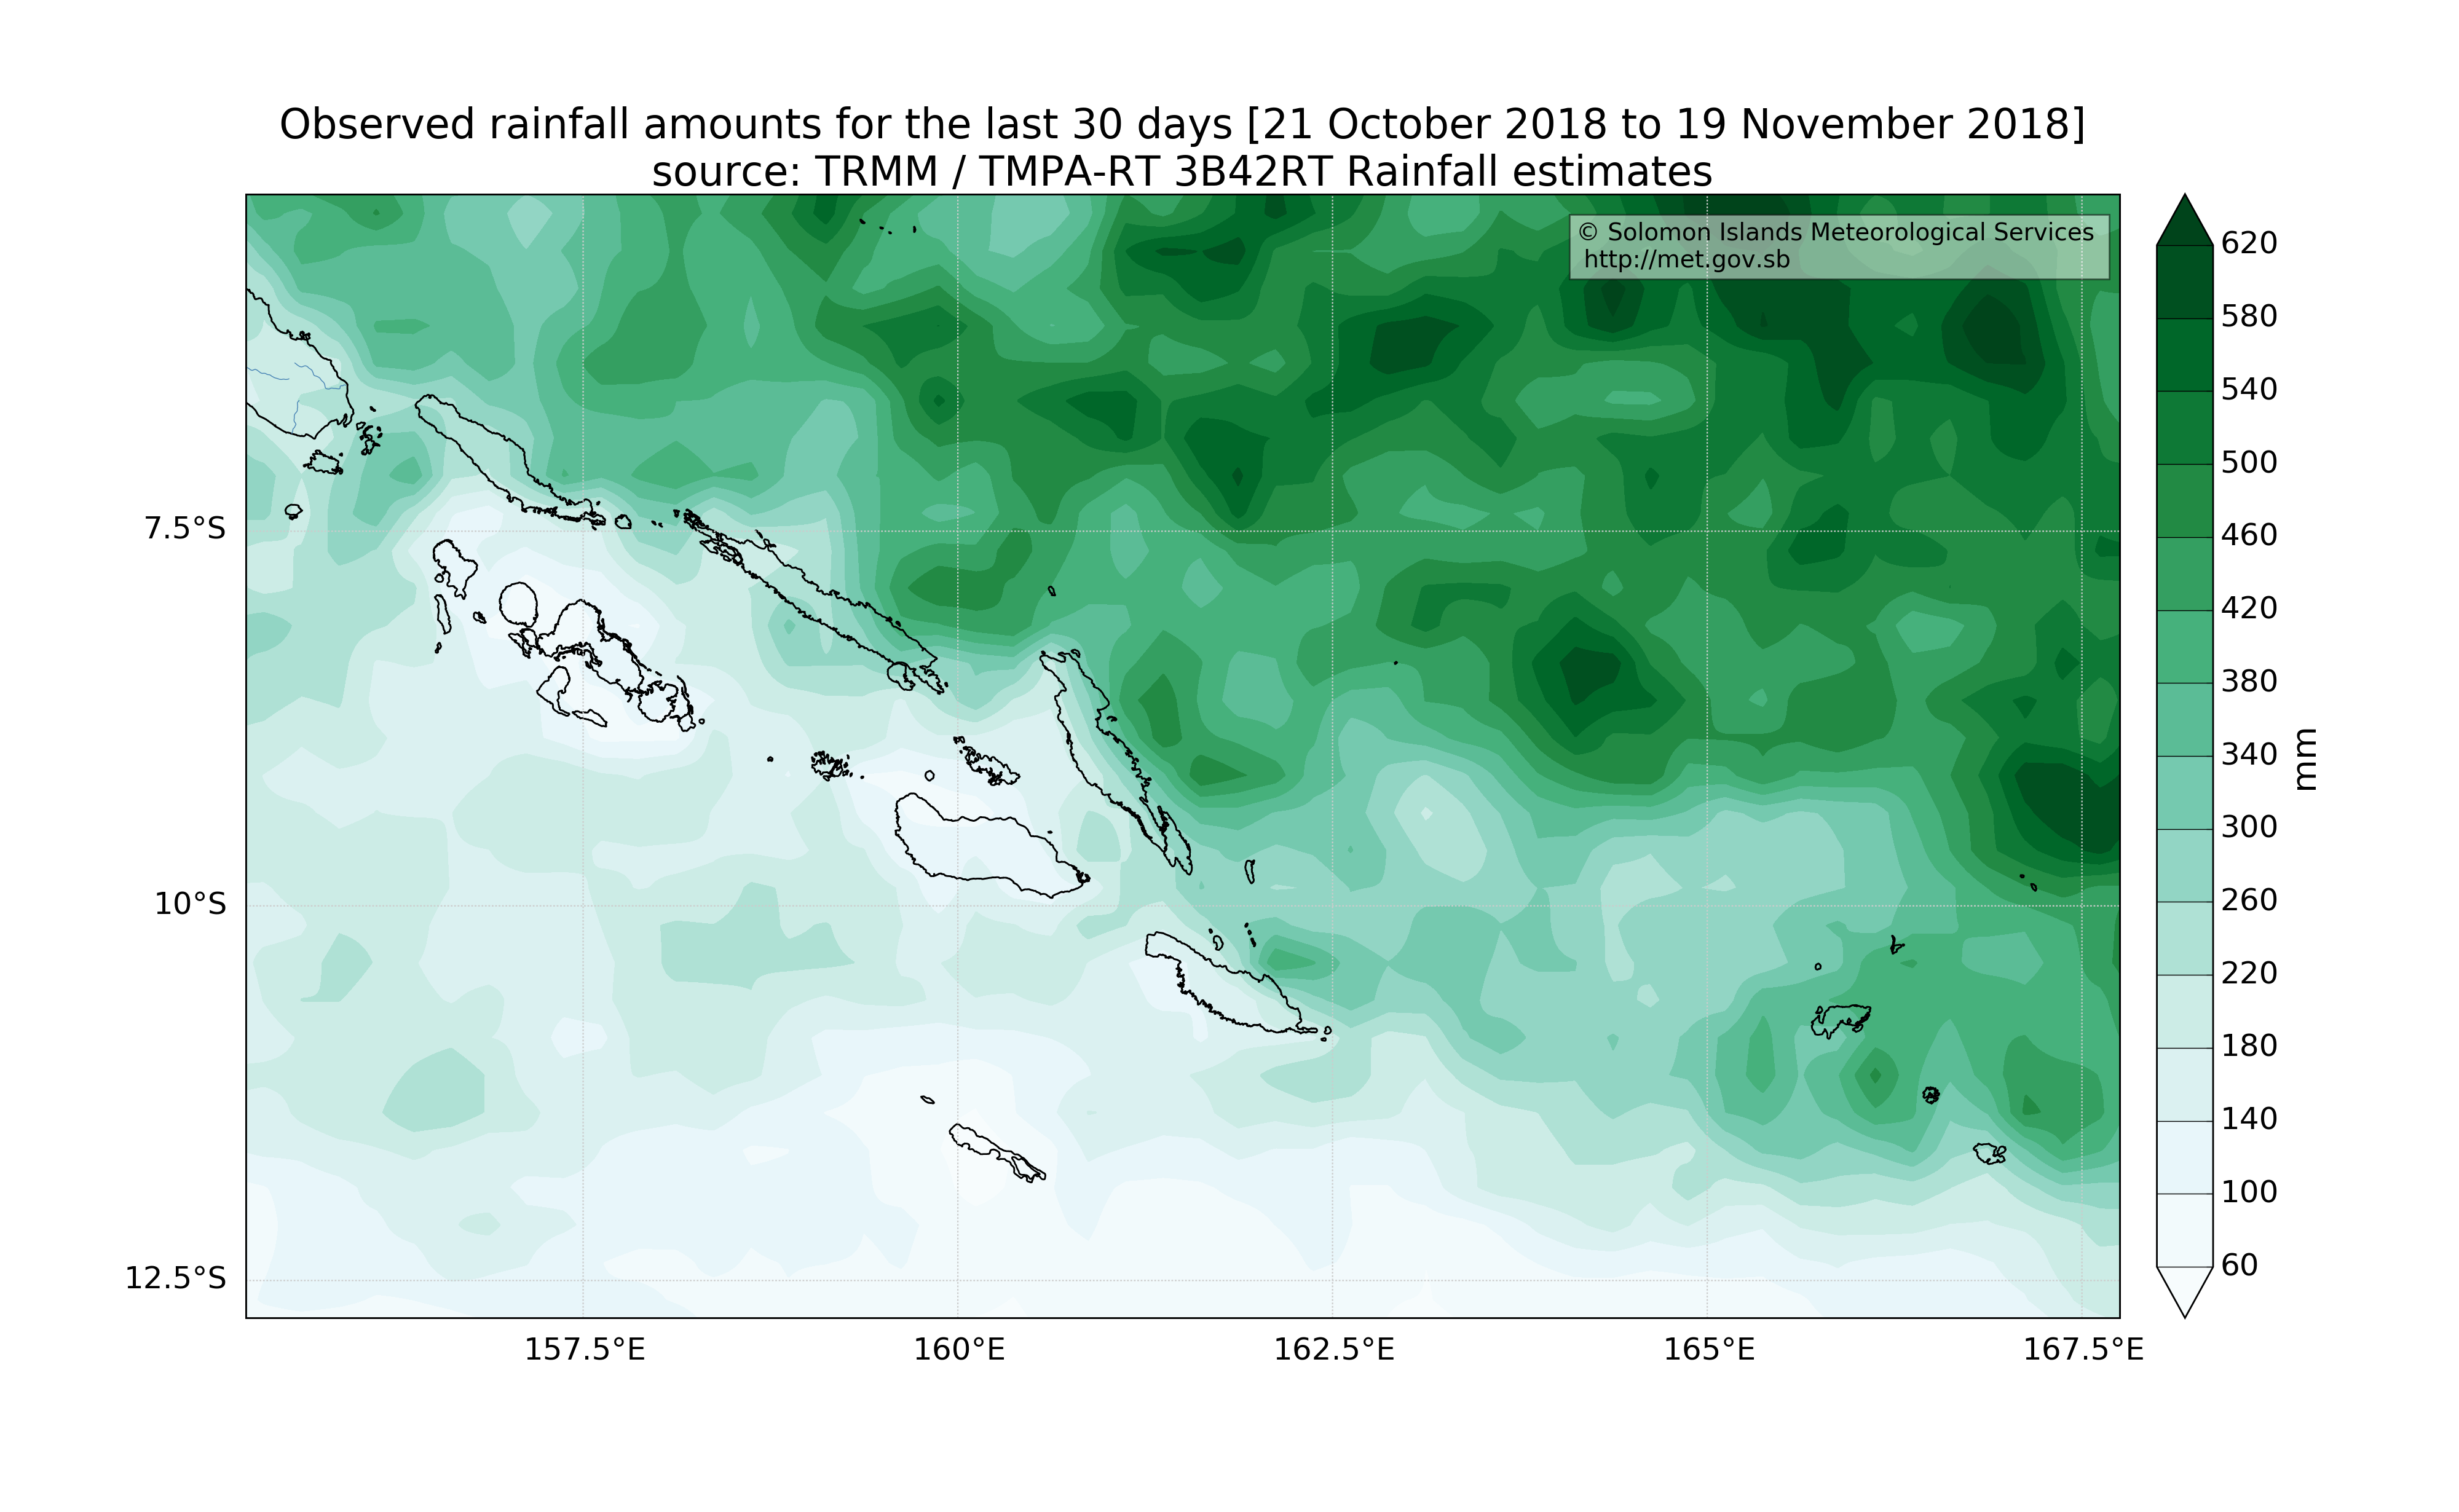 Observed rainfall amounts for the last 30 days [21 October 2018 to 19 November 2018]
source: TRMM / TMPA-RT 3B42RT Rainfall estimates
© Solomon Islands Meteorological Services
http://met.gov.sb
620
580
540
500
460
420
380
340
300
260
220
180
140
100
60
mm
7.5°S
10°S
12.5°S
157.5°E
160°E
162.5°E
165°E
167.5°E